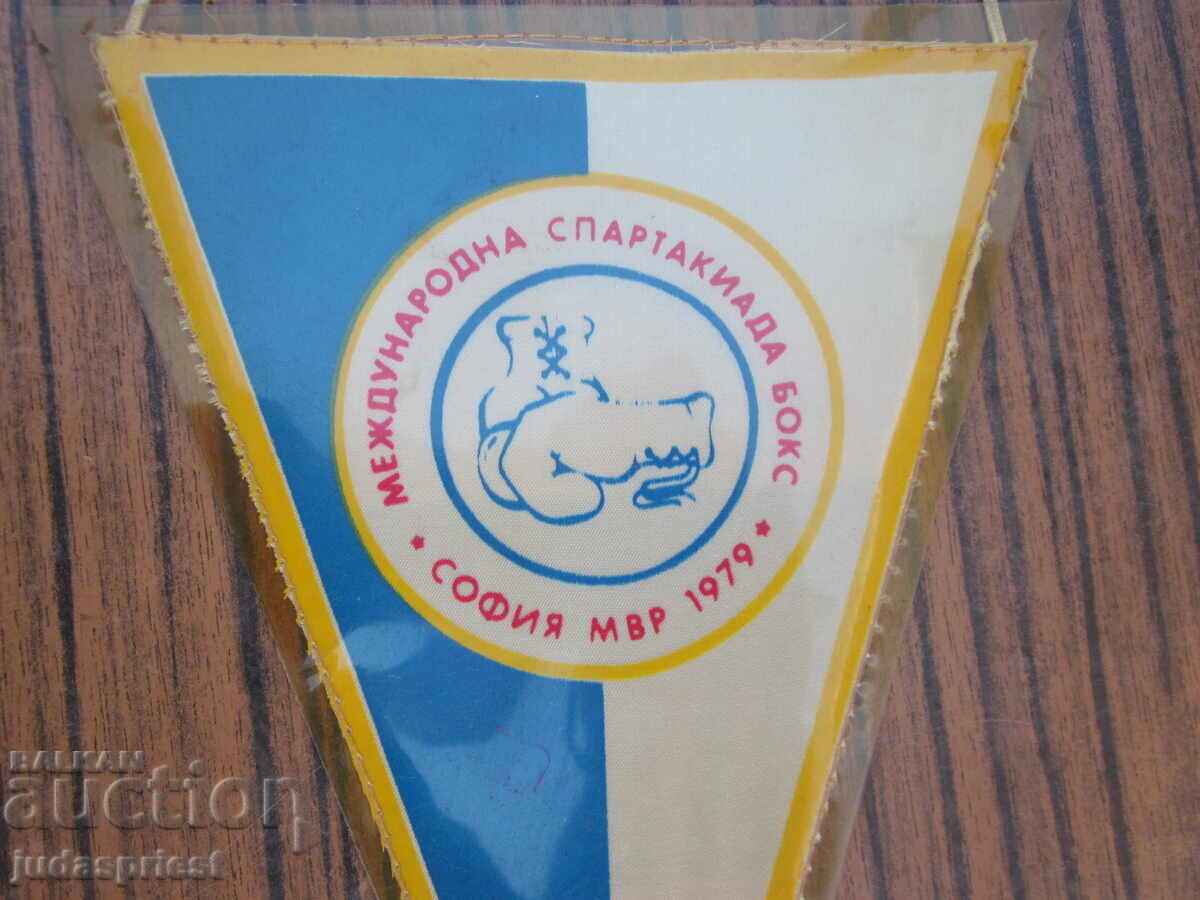 МЕЖДУНАРОДНА СПАРТАКИАДА БОКС
* СОФИЯ МВР 1979 *
BALKAN
auction
judaspriest